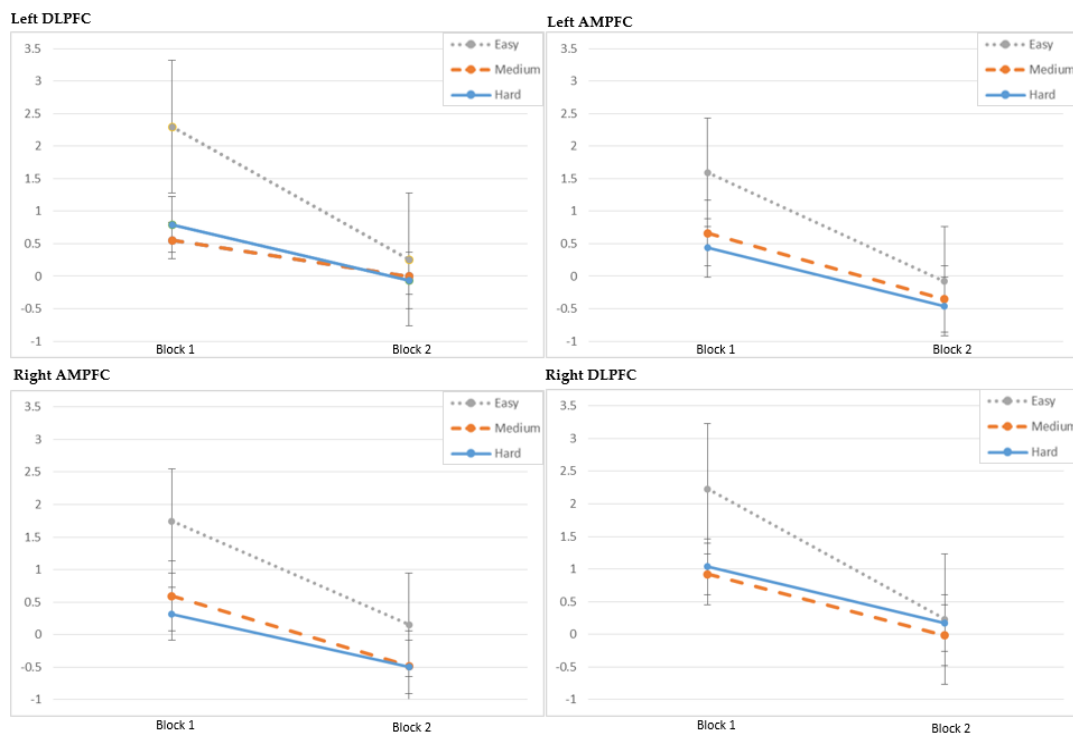 Left DLPFC
3.5
3
2.5
2
1.5
1
0.5
0
-0.5
-1
Easy
Medium
Hard
Block 1
Block 2
Left AMPFC
3.5
3
2.5
2
1.5
1
0.5
0
-0.5
-1
Easy
Medium
Hard
Block 1
Block 2
Right AMPFC
3.5
3
2.5
2
1.5
1
0.5
0
-0.5
-1
Easy
Medium
Hard
Block 1
Block 2
Right DLPFC
3.5
3
2.5
2
1.5
1
0.5
0
-0.5
-1
Easy
Medium
Hard
Block 1
Block 2